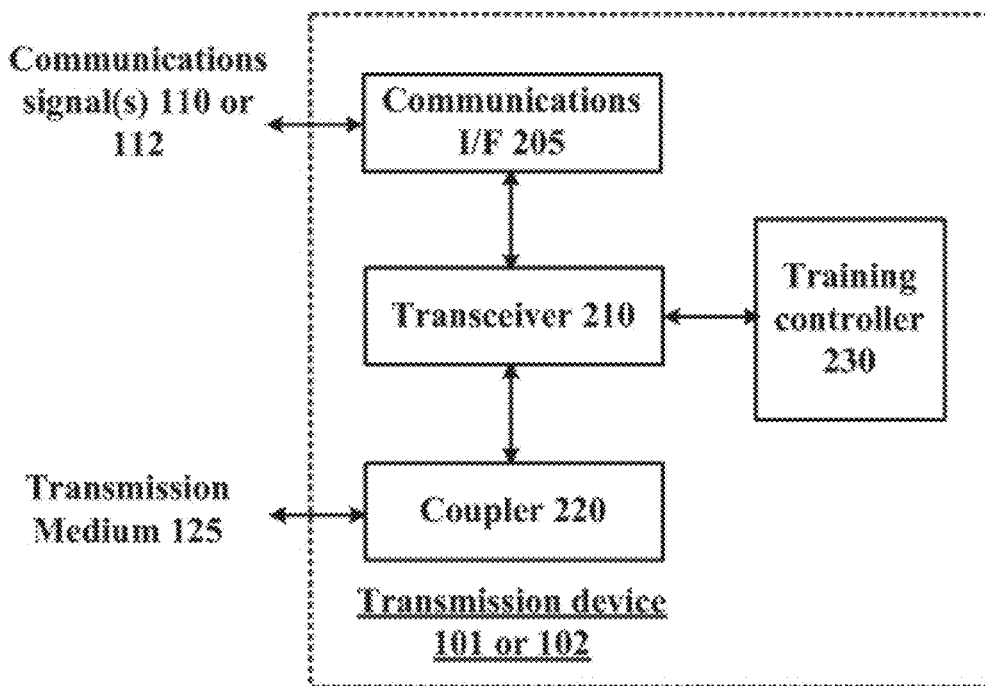 Communications
signal(s) 110 or
112
Communications
I/F 205
Transceiver 210
Training
controller
230
Transmission
Medium 125
Coupler 220
Transmission device
101 or 102